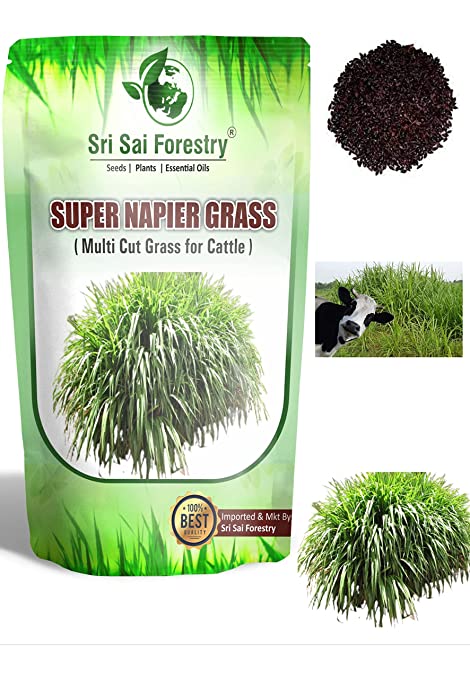 Sri Sai Forestry®
Seeds | Plants | Essential Oils
SUPER NAPIER GRASS
( Multi Cut Grass for Cattle )
100%
BEST
QUALITY
Imported & Mkt By
Sri Sai Forestry